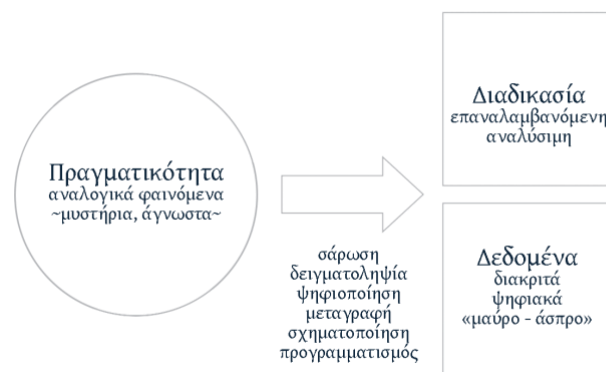 Πραγματικότητα
αναλογικά φαινόμενα
~μυστήρια, άγνωστα~
σάρωση
δειγματοληψία
ψηφιοποίηση
μεταγραφή
σχηματοποίηση
προγραμματισμός
Διαδικασία
επαναλαμβανόμενη
αναλύσιμη
Δεδομένα
διακριτά
ψηφιακά
«μαύρο - άσπρο»